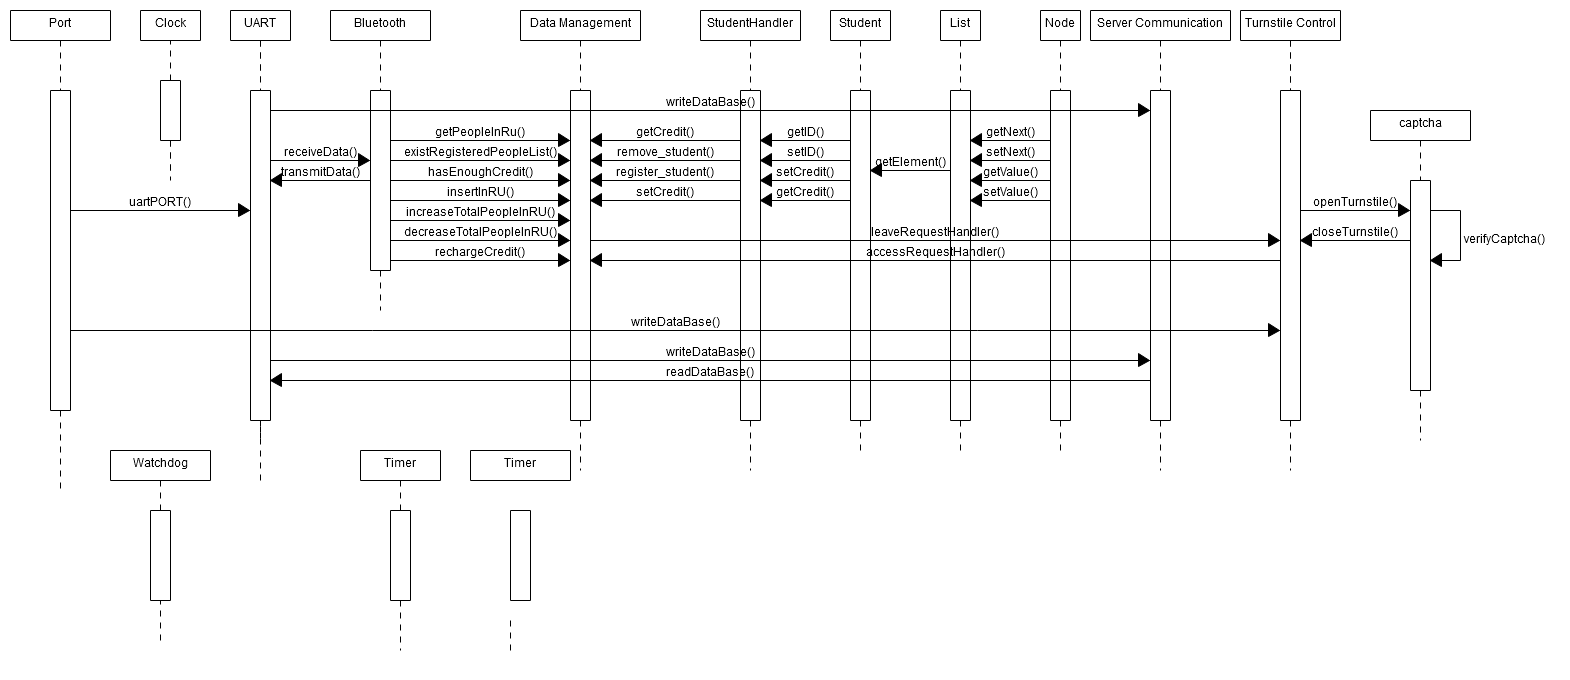 Port
Clock
UART
Bluetooth
Data Management
StudentHandler
Student
List
Node
Server Communication
Turnstile Control
writeDataBase()
captcha
getPeopleInRu()
getCredit()
getID()
getNext()
receiveData()
existRegisteredPeopleList()
remove_student()
setID()
getElement()
setNext()
transmitData()
hasEnoughCredit()
register_student()
setCredit()
getValue()
insertInRU()
setCredit()
getCredit()
setValue()
uartPORT()
increaseTotalPeopleInRU()
openTurnstile()
decreaseTotalPeopleInRU()
leaveRequestHandler()
closeTurnstile()
verifyCaptcha()
rechargeCredit()
accessRequestHandler()
writeDataBase()
writeDataBase()
readDataBase()
Watchdog
Timer
Timer